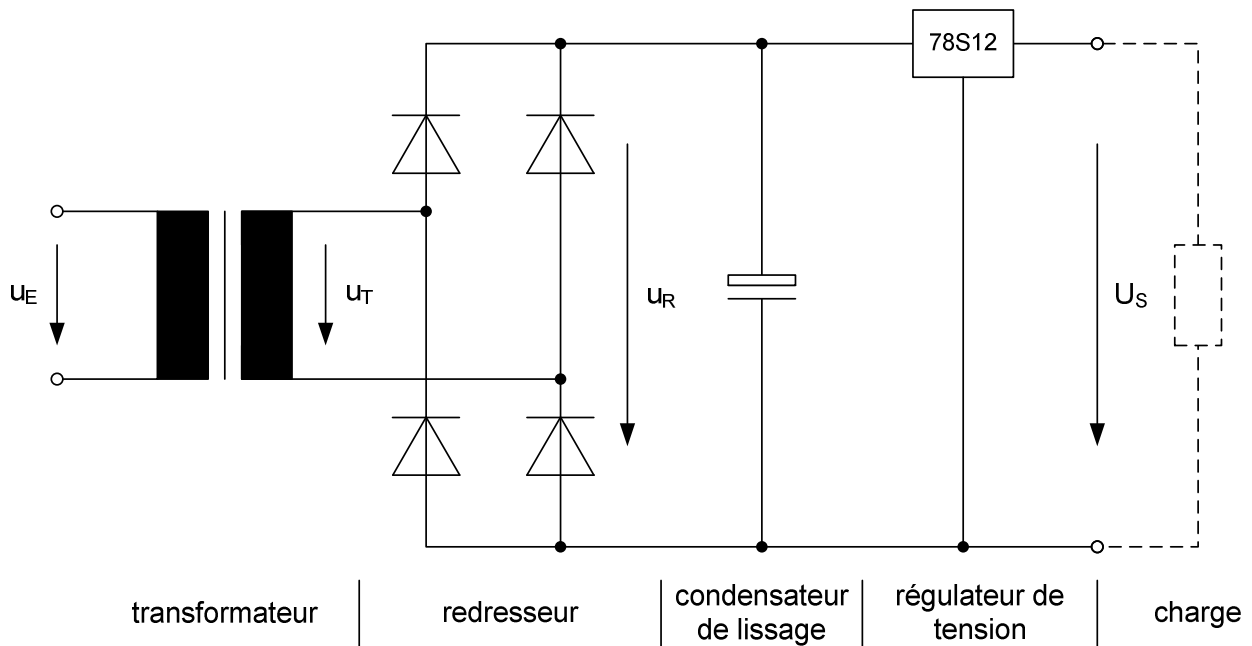 78S12
uE
uT
uR
US
transformateur
redresseur
condensateur
de lissage
régulateur de
tension
charge